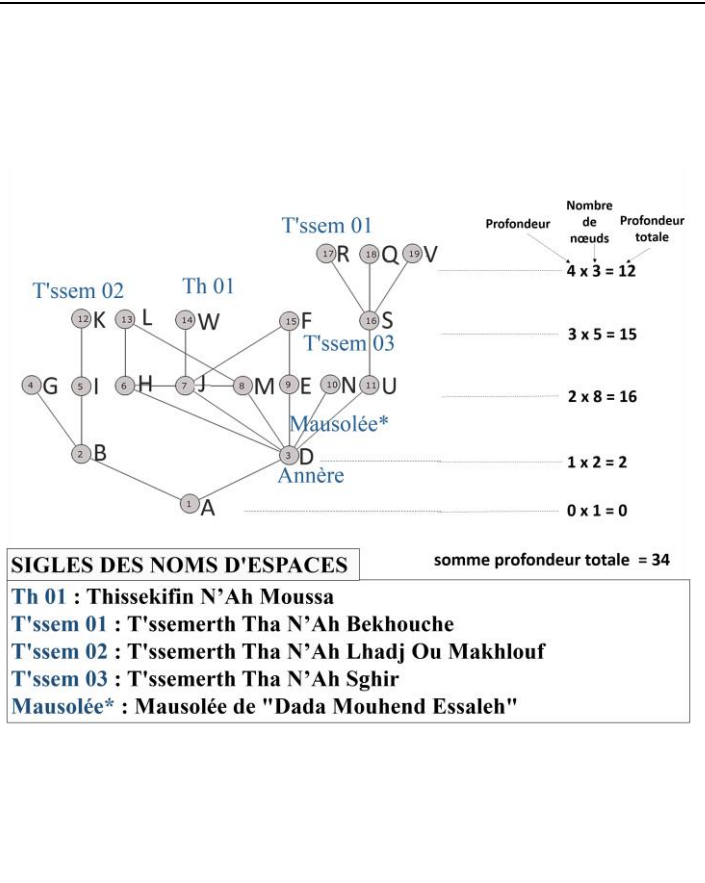 Nombre
de
nœuds
Profondeur
Profondeur
totale
T'ssem 01
17 R 18 Q 19 V
4 x 3 = 12
T'ssem 02
Th 01
12 K 13 L 14 W 15 F 16 S
T'ssem 03
3 x 5 = 15
4 G 5 I 6 H 7 J 8 M 9 E 10 N 11 U
2 x 8 = 16
Mausolée*
2 B 3 D
1 x 2 = 2
Annère
1 A
0 x 1 = 0
somme profondeur totale = 34
SIGLES DES NOMS D'ESPACES
Th 01 : Thissekifin N’Ah Moussa
T'ssem 01 : T'ssemerth Tha N’Ah Bekhouche
T'ssem 02 : T'ssemerth Tha N’Ah Lhadj Ou Makhlouf
T'ssem 03 : T'ssemerth Tha N’Ah Sghir
Mausolée* : Mausolée de "Dada Mouhend Essaleh"